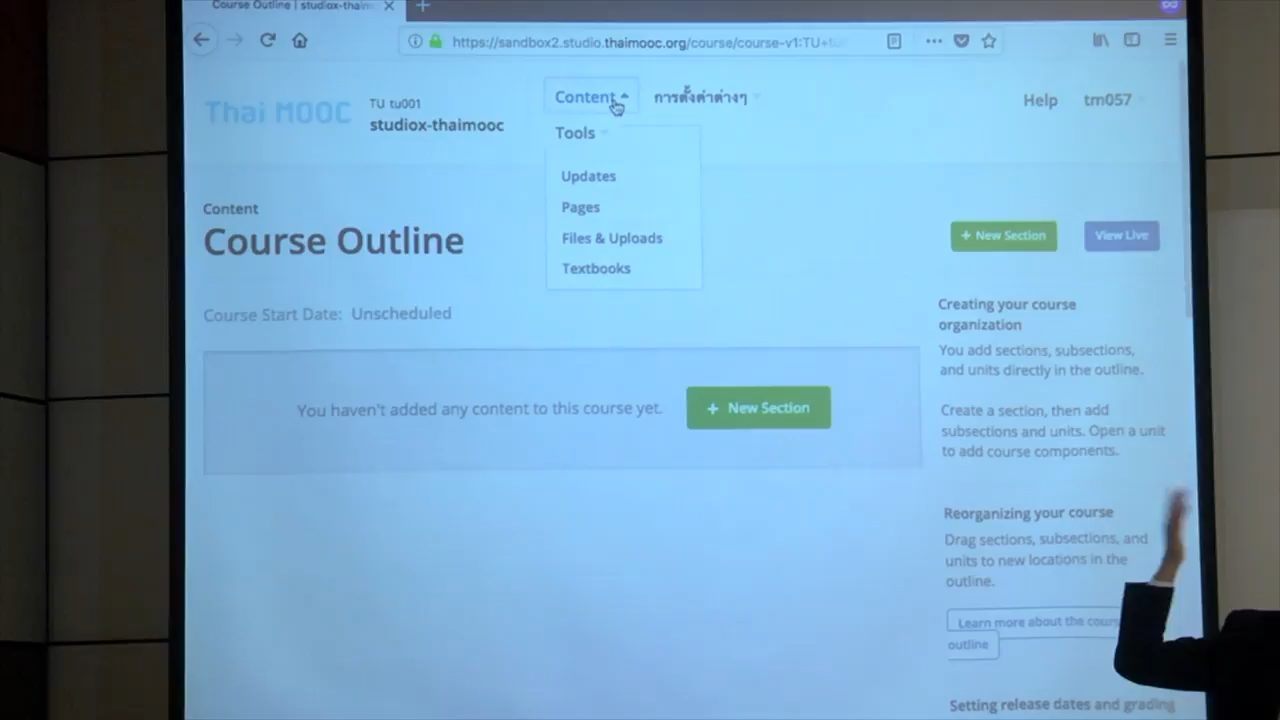 Course Outline | studiox-thaim
https://sandbox2.studio.thaimooc.org/course/course-v1:TU+
Thai MOOC
TU tu001
studiox-thaimooc
Content
การตั้งค่าต่างๆ
Help
tm057
Tools
Updates
Pages
Files & Uploads
Textbooks
Content
Course Outline
+ New Section
View Live
Course Start Date: Unscheduled
You haven't added any content to this course yet.
+ New Section
Creating your course
organization
You add sections, subsections,
and units directly in the outline.
Create a section, then add
subsections and units. Open a unit
to add course components.
Reorganizing your course
Drag sections, subsections, and
units to new locations in the
outline.
Learn more about the cours
outline
Setting release dates and grading